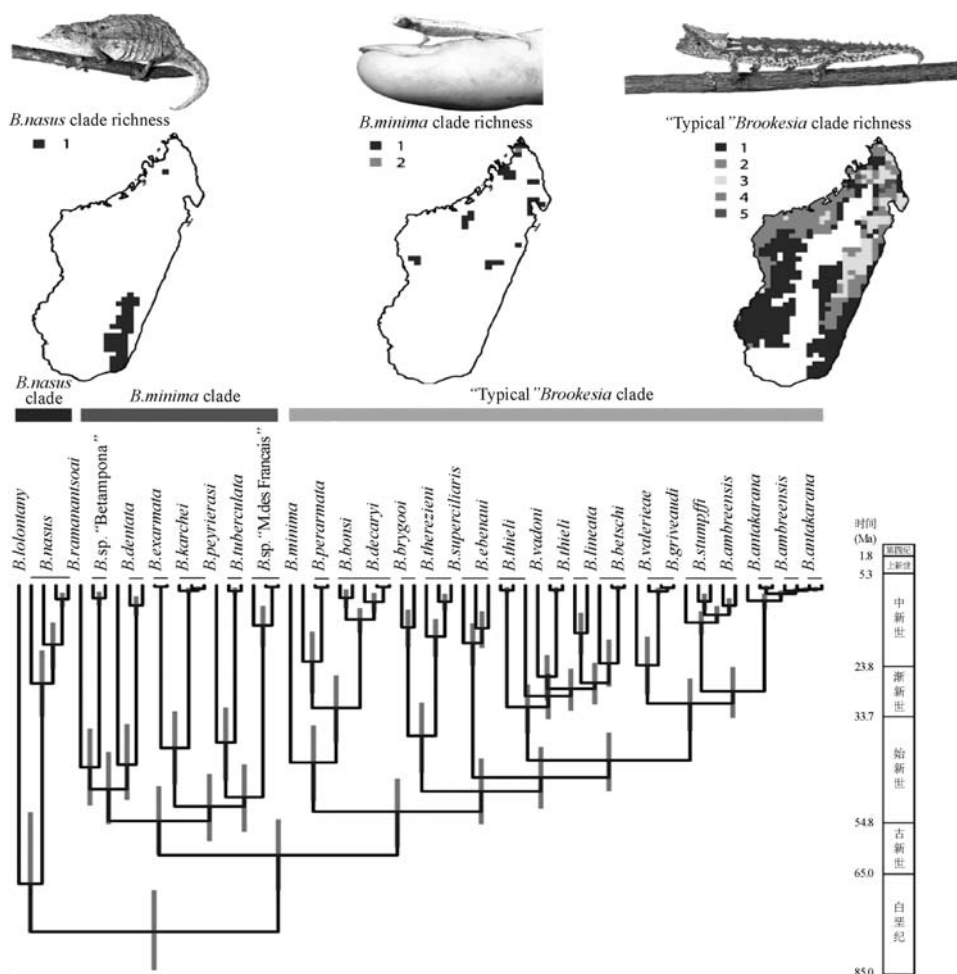 B.nasus clade richness
1
B.minima clade richness
1
2
"Typical"Brookesia clade richness
1
2
3
4
5
B.nasus
clade
B.minima clade
"Typical"Brookesia clade
B.lolontany
B.nasus
B.ramanantsoai
B.sp."Betampona"
B.dentata
B.exarmata
B.karchei
B.peyrierasi
B.tuberculata
B.sp."M.des Francais"
B.minima
B.perarmata
B.bonsi
B.decaryi
B.brygooi
B.therezieni
B.superciliaris
B.ebenaui
B.thieli
B.vadoni
B.thieli
B.lineata
B.betschi
B.valerieae
B.griveaudi
B.stumpffi
B.ambreensis
B.antakarana
B.ambreensis
B.antakarana
时间
(Ma)
1.8
5.3
23.8
33.7
54.8
65.0
85.0
第四纪
上新世
中新世
渐新世
始新世
古新世
白垩纪